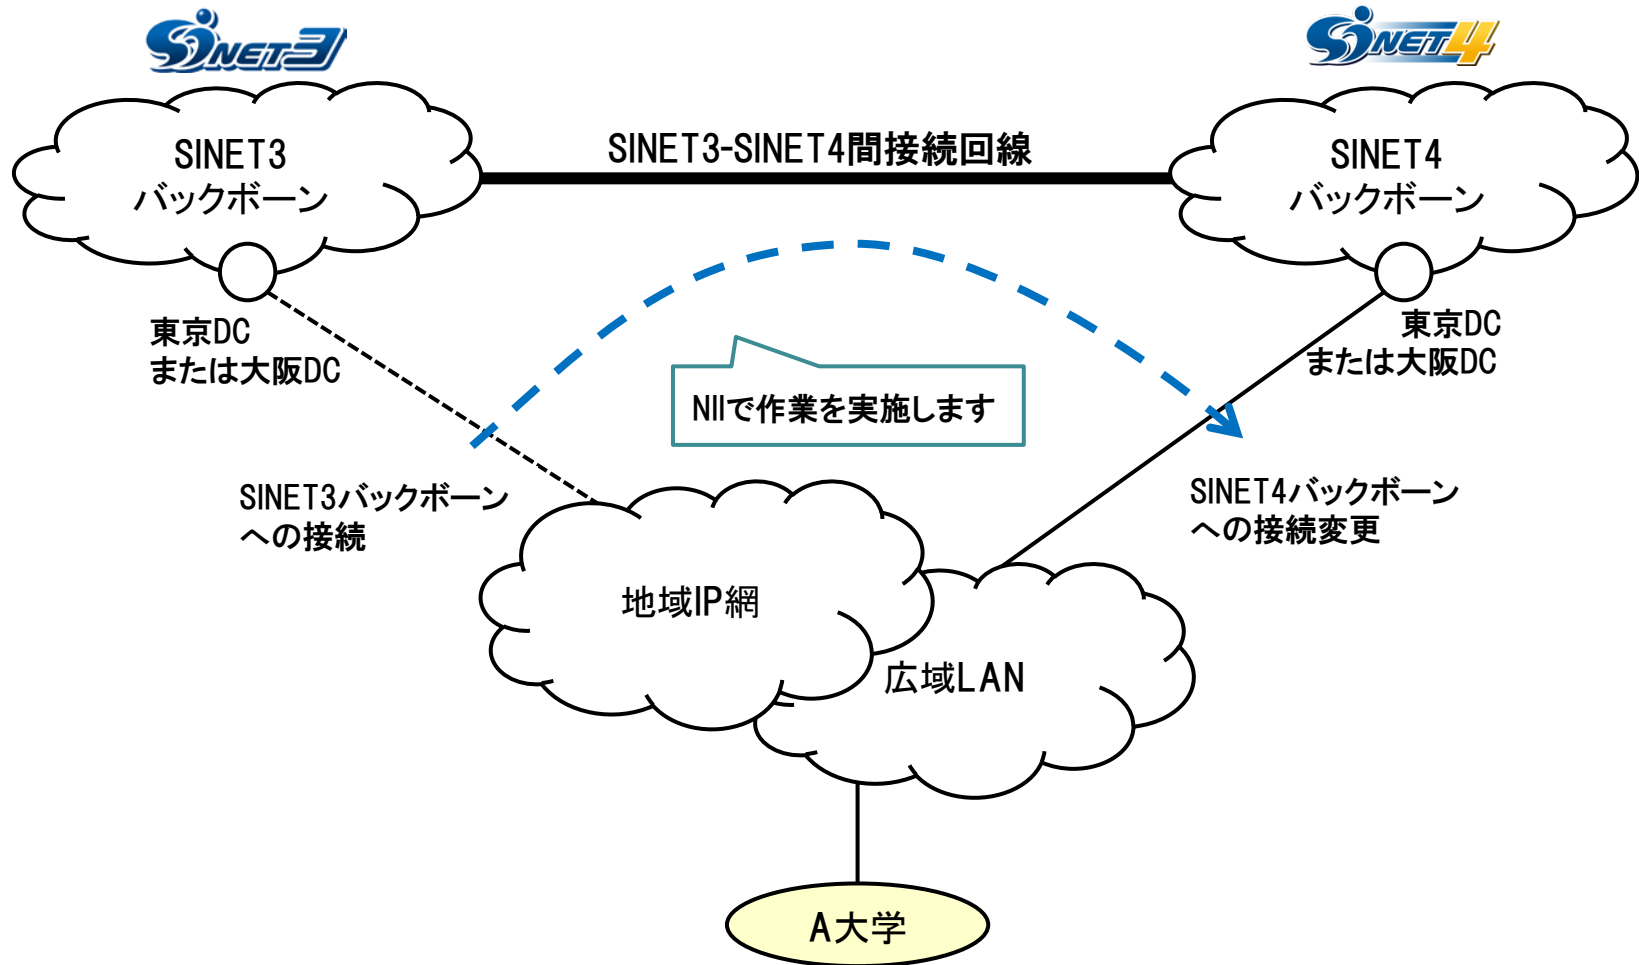 SINET3
SINET4
SINET3
バックボーン
SINET3-SINET4間接続回線
SINET4
バックボーン
東京DC
または大阪DC
東京DC
または大阪DC
NIIで作業を実施します
SINET3バックボーン
への接続
SINET4バックボーン
への接続変更
地域IP網
広域LAN
A大学